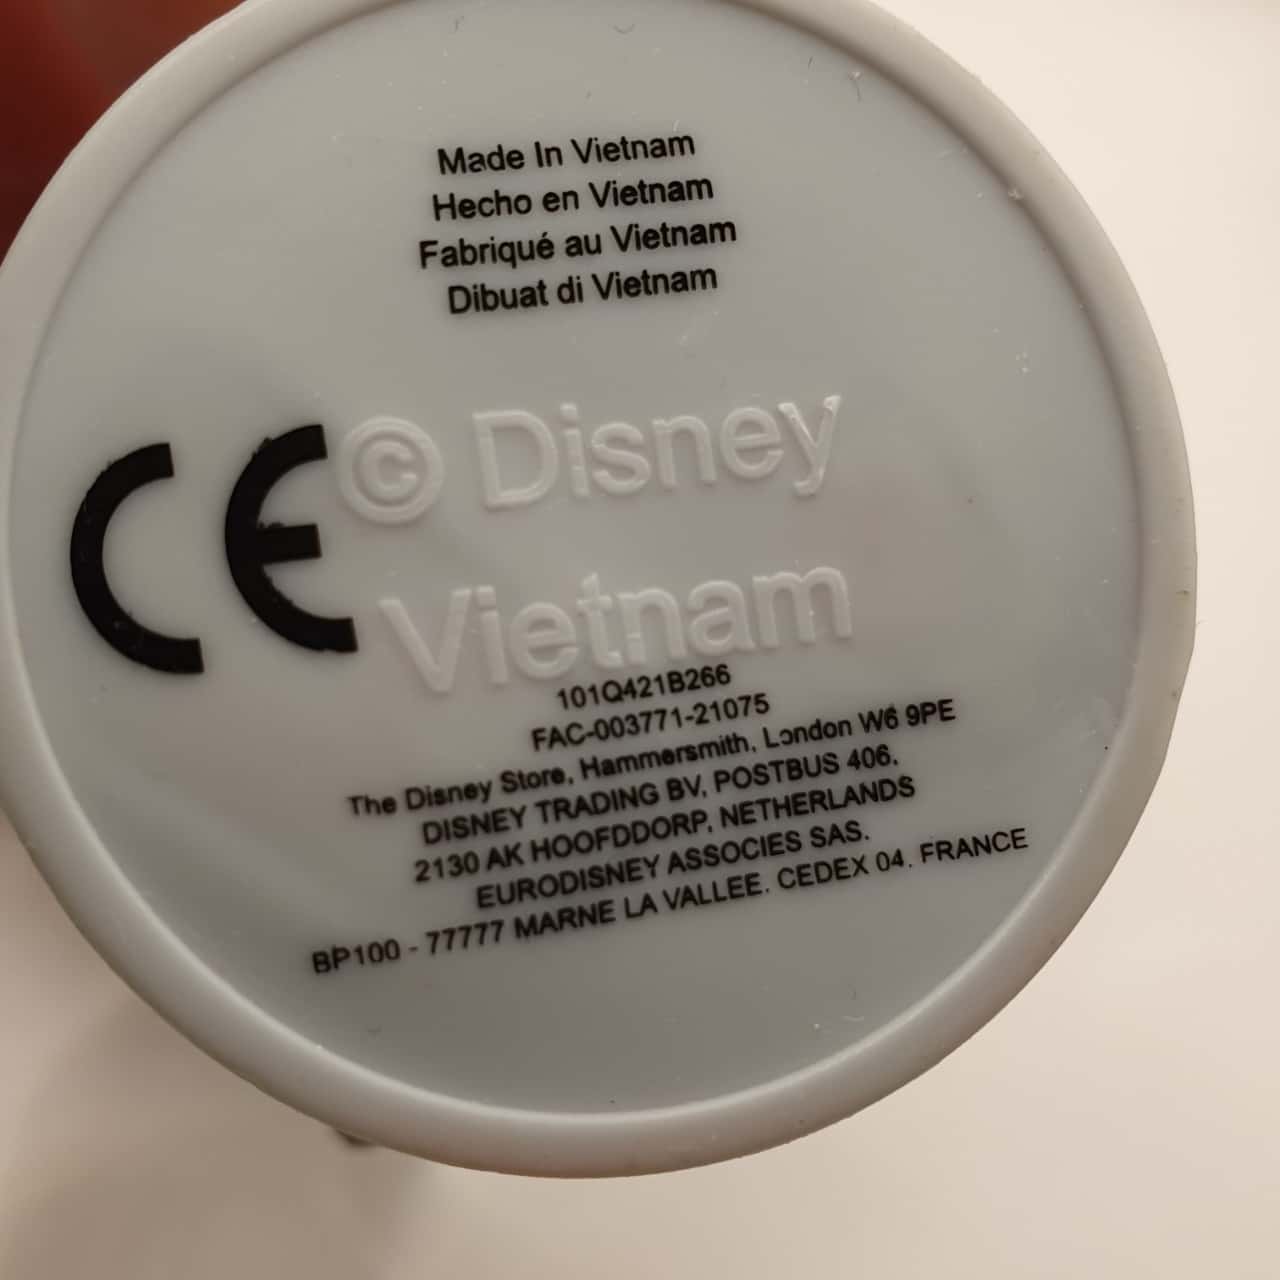 Made In Vietnam
Hecho en Vietnam
Fabriqué au Vietnam
Dibuat di Vietnam
CE
© Disney
Vietnam
101Q421B266
FAC-003771-21075
The Disney Store, Hammersmith, London W6 9PE
DISNEY TRADING BV, POSTBUS 406,
2130 AK HOOFDDORP, NETHERLANDS
EURODISNEY ASSOCIES SAS.
BP100 - 77777 MARNE LA VALLEE. CEDEX 04. FRANCE